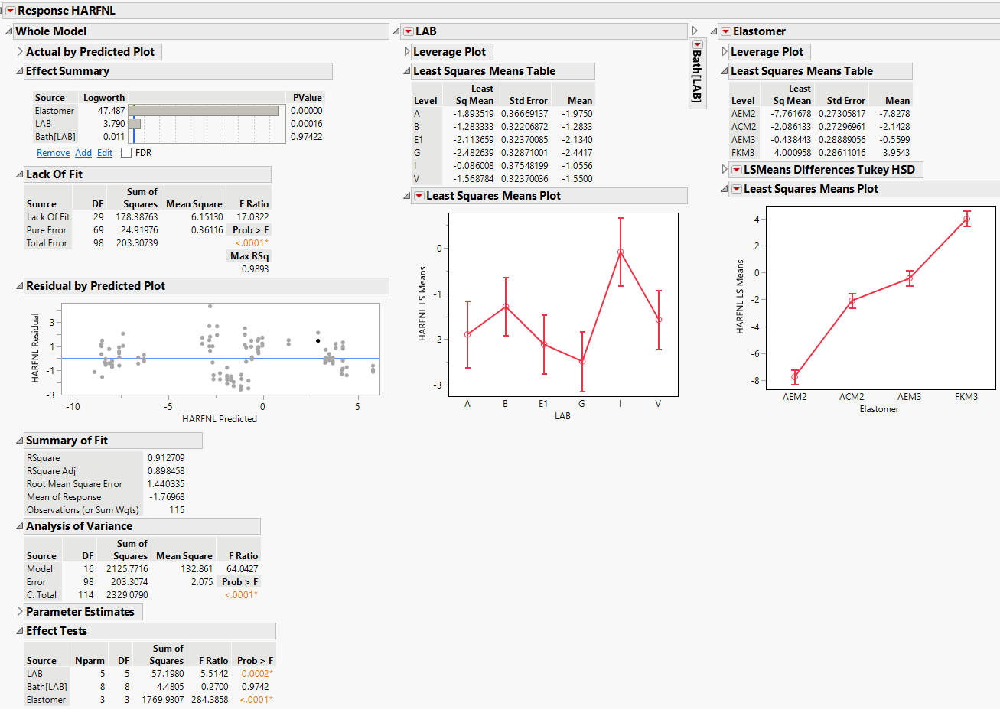 Response HARFNL
Whole Model
Actual by Predicted Plot
Effect Summary
Source Logworth PValue
Elastomer 47.487 0.00000
LAB 3.790 0.00016
Bath[LAB] 0.011 0.97422
Remove Add Edit FDR
Lack Of Fit
Sum of
Source DF Squares Mean Square F Ratio
Lack Of Fit 29 178.38763 6.15130 17.0322
Pure Error 69 24.91976 0.36116 Prob > F
Total Error 98 203.30739 <.0001*
Max RSq
0.9893
Residual by Predicted Plot
HARFNL Residual
3
1
-1
-3
-10 -5 0 5
HARFNL Predicted
Summary of Fit
RSquare 0.912709
RSquare Adj 0.898458
Root Mean Square Error 1.440335
Mean of Response -1.76968
Observations (or Sum Wgts) 115
Analysis of Variance
Sum of
Source DF Squares Mean Square F Ratio
Model 16 2125.7716 132.861 64.0427
Error 98 203.3074 2.075 Prob > F
C. Total 114 2329.0790 <.0001*
Parameter Estimates
Effect Tests
Sum of
Source Nparm DF Squares F Ratio Prob > F
LAB 5 5 57.1980 5.5142 0.0002*
Bath[LAB] 8 8 4.4805 0.2700 0.9742
Elastomer 3 3 1769.9307 284.3858 <.0001*
LAB
Leverage Plot
Least Squares Means Table
Least
Level Sq Mean Std Error Mean
A -1.893519 0.36669137 -1.9750
B -1.283333 0.32206872 -1.2833
E1 -2.113659 0.32370085 -2.1340
G -2.482639 0.32871001 -2.4417
I -0.086008 0.37548199 -1.0556
V -1.568784 0.32370036 -1.5500
Least Squares Means Plot
HARFNL LS Means
0
-1
-2
-3
A B E1 G I V
LAB
Bath[LAB]
Elastomer
Leverage Plot
Least Squares Means Table
Least
Level Sq Mean Std Error Mean
AEM2 -7.761678 0.27305817 -7.8278
ACM2 -2.086133 0.27296961 -2.1428
AEM3 -0.438443 0.28889056 -0.5599
FKM3 4.000958 0.28611016 3.9543
LSMeans Differences Tukey HSD
Least Squares Means Plot
HARFNL LS Means
4
2
0
-2
-4
-6
-8
AEM2 ACM2 AEM3 FKM3
Elastomer